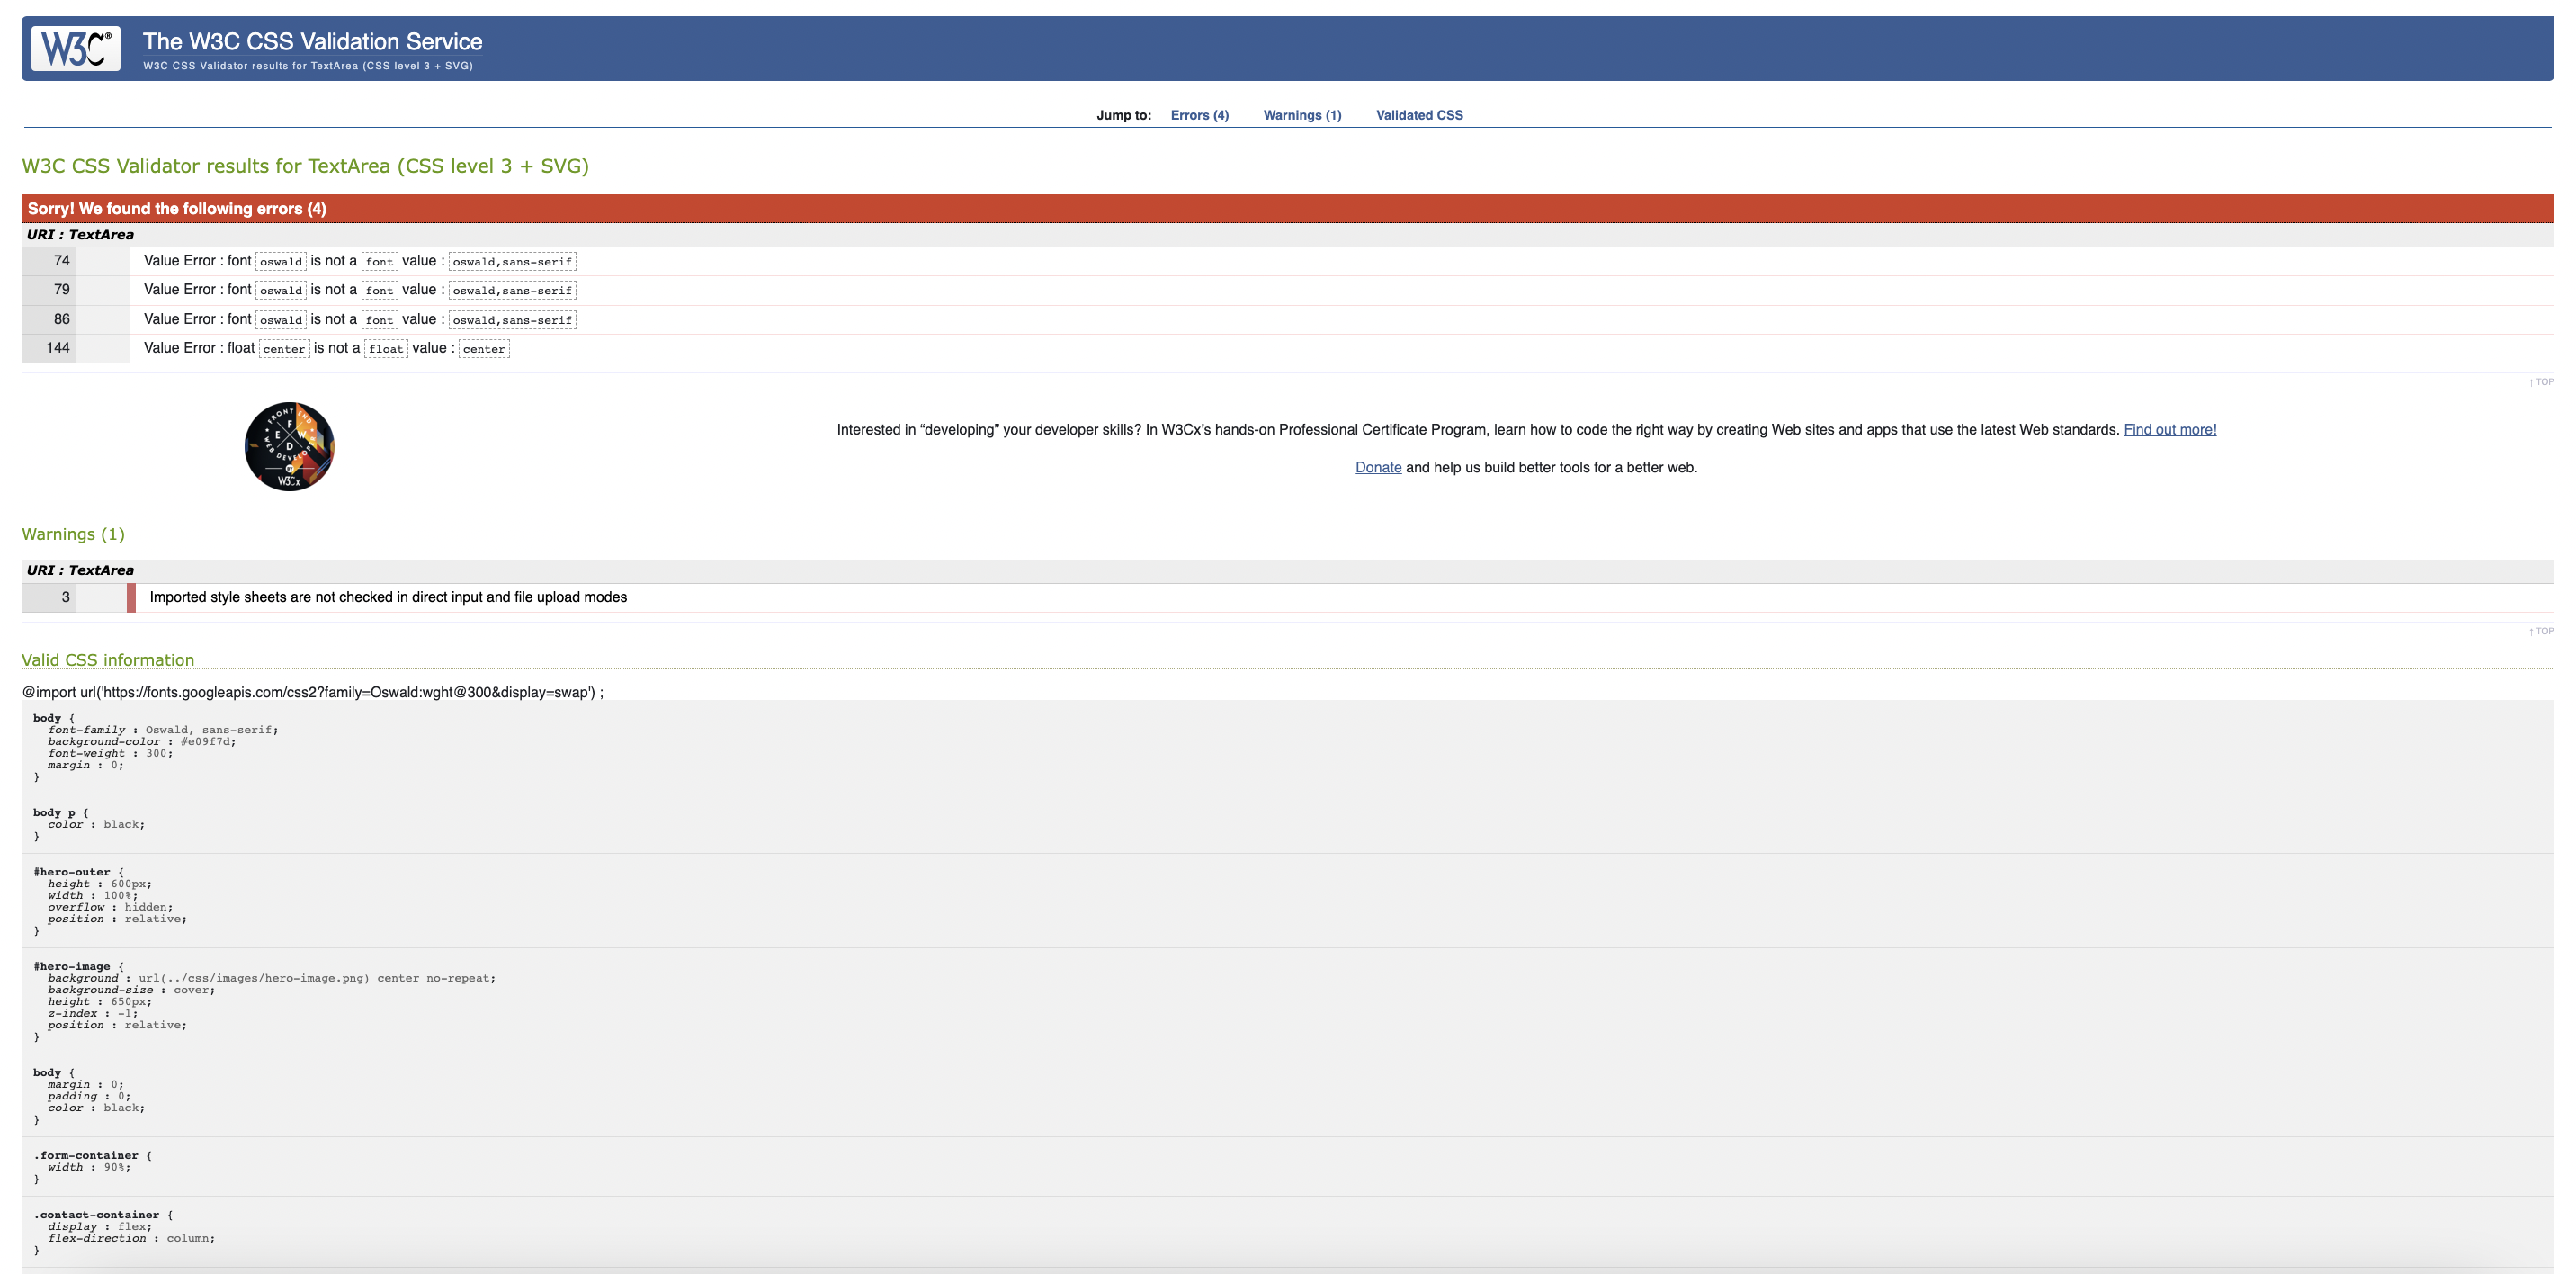 W3C®
The W3C CSS Validation Service
W3C CSS Validator results for TextArea (CSS level 3 + SVG)
Jump to: Errors (4) Warnings (1) Validated CSS
W3C CSS Validator results for TextArea (CSS level 3 + SVG)
Sorry! We found the following errors (4)
URI : TextArea
74 Value Error : font oswald is not a font value : oswald,sans-serif
79 Value Error : font oswald is not a font value : oswald,sans-serif
86 Value Error : font oswald is not a font value : oswald,sans-serif
144 Value Error : float center is not a float value : center
↑ TOP
FRONT END
F
E W
D
WEB DEVELOPER
BY
W3Cx
Interested in “developing” your developer skills? In W3Cx’s hands-on Professional Certificate Program, learn how to code the right way by creating Web sites and apps that use the latest Web standards. Find out more!
Donate and help us build better tools for a better web.
Warnings (1)
URI : TextArea
3 Imported style sheets are not checked in direct input and file upload modes
↑ TOP
Valid CSS information
@import url('https://fonts.googleapis.com/css2?family=Oswald:wght@300&display=swap') ;
body {
font-family : Oswald, sans-serif;
background-color : #e09f7d;
font-weight : 300;
margin : 0;
}
body p {
color : black;
}
#hero-outer {
height : 600px;
width : 100%;
overflow : hidden;
position : relative;
}
#hero-image {
background : url(../css/images/hero-image.png) center no-repeat;
background-size : cover;
height : 650px;
z-index : -1;
position : relative;
}
body {
margin : 0;
padding : 0;
color : black;
}
.form-container {
width : 90%;
}
.contact-container {
display : flex;
flex-direction : column;
}